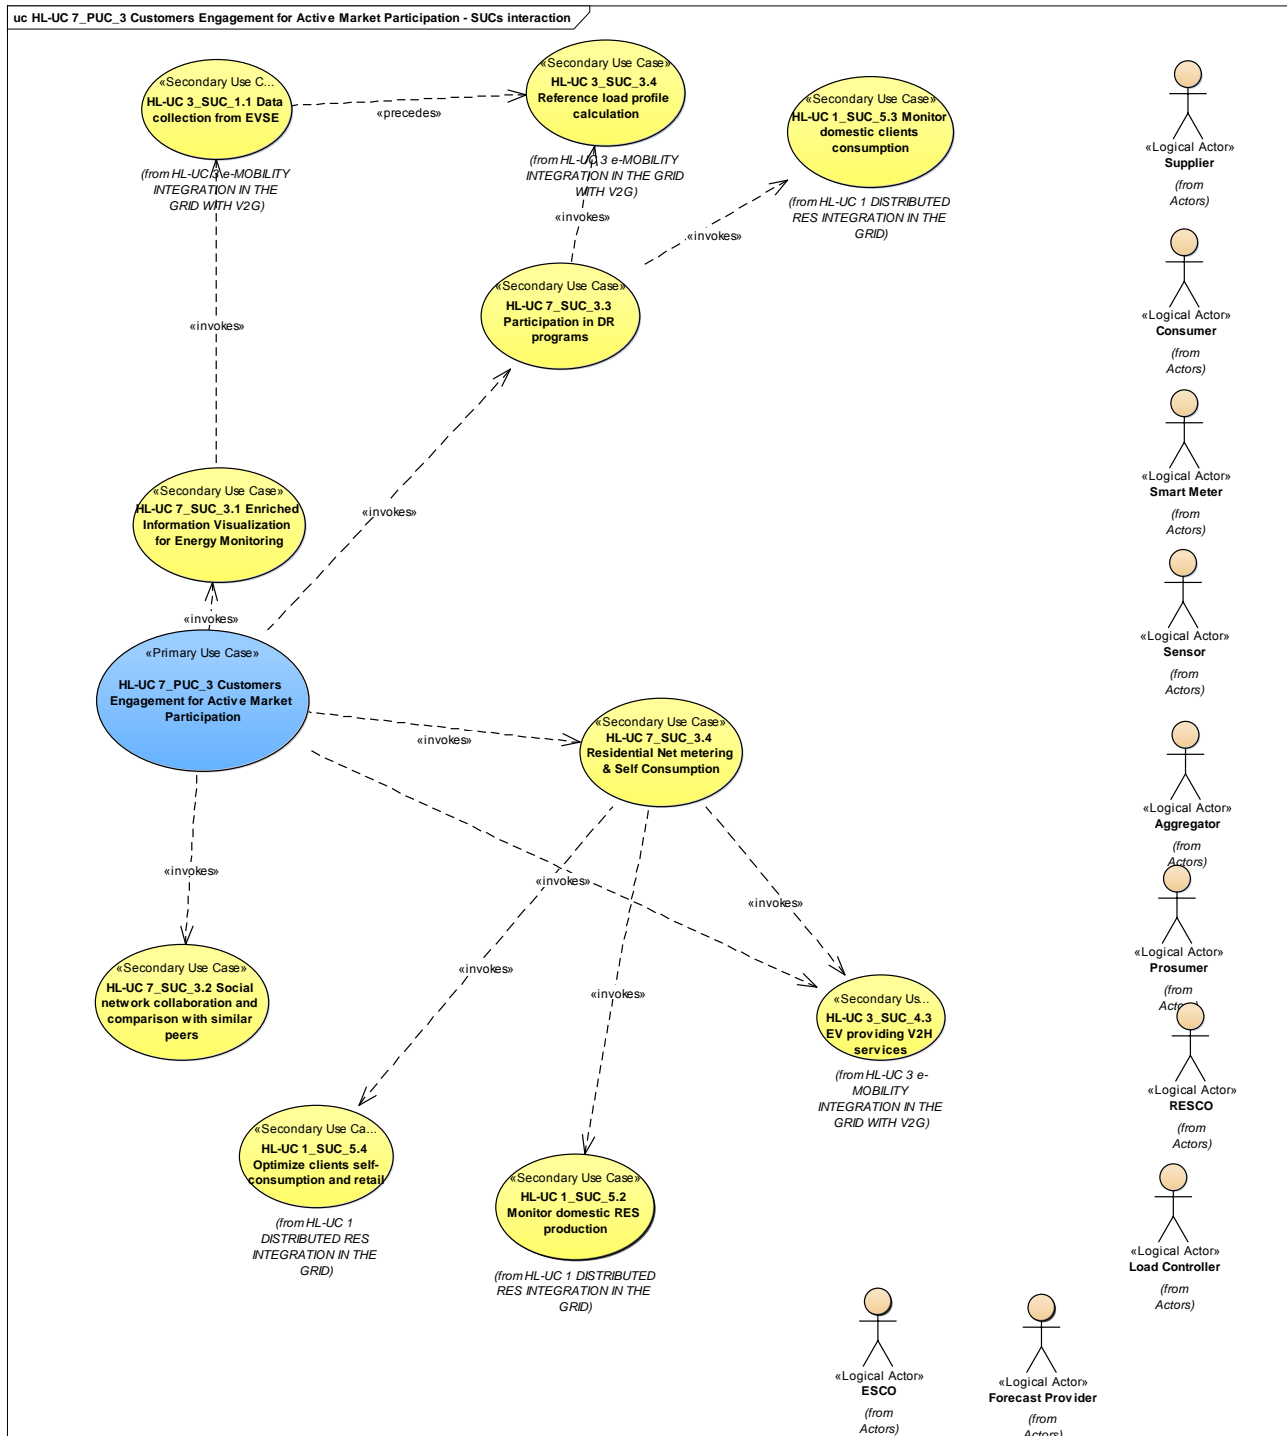 uc HL-UC 7_PUC_3 Customers Engagement for Active Market Participation - SUCs interaction
«Secondary Use C...
HL-UC 3_SUC_1.1 Data
collection from EVSE
(from HL-UC 3 e-MOBILITY
INTEGRATION IN THE
GRID WITH V2G)
«precedes»
«Secondary Use Case»
HL-UC 3_SUC_3.4
Reference load profile
calculation
(from HL-UC 3 e-MOBILITY
INTEGRATION IN THE GRID
WITH V2G)
«Secondary Use Case»
HL-UC 1_SUC_5.3 Monitor
domestic clients
consumption
(from HL-UC 1 DISTRIBUTED
RES INTEGRATION IN THE
GRID)
«invokes»
«invokes»
«Secondary Use Case»
HL-UC 7_SUC_3.3
Participation in DR
programs
«invokes»
«Secondary Use Case»
HL-UC 7_SUC_3.1 Enriched
Information Visualization
for Energy Monitoring
«invokes»
«invokes»
«Primary Use Case»
HL-UC 7_PUC_3 Customers
Engagement for Active Market
Participation
«invokes»
«Secondary Use Case»
HL-UC 7_SUC_3.4
Residential Net metering
& Self Consumption
«invokes»
«invokes»
«invokes»
«invokes»
«invokes»
«Secondary Use Case»
HL-UC 7_SUC_3.2 Social
network collaboration and
comparison with similar
peers
«Secondary Us...
HL-UC 3_SUC_4.3
EV providing V2H
services
(from HL-UC 3 e-
MOBILITY
INTEGRATION IN THE
GRID WITH V2G)
«Secondary Use Ca...
HL-UC 1_SUC_5.4
Optimize clients self-
consumption and retail
(from HL-UC 1
DISTRIBUTED RES
INTEGRATION IN THE
GRID)
«Secondary Use Case»
HL-UC 1_SUC_5.2
Monitor domestic RES
production
(from HL-UC 1 DISTRIBUTED
RES INTEGRATION IN THE
GRID)
«Logical Actor»
Supplier
(from
Actors)
«Logical Actor»
Consumer
(from
Actors)
«Logical Actor»
Smart Meter
(from
Actors)
«Logical Actor»
Sensor
(from
Actors)
«Logical Actor»
Aggregator
(from
Actors)
«Logical Actor»
Prosumer
(from
Actors)
«Logical Actor»
RESCO
(from
Actors)
«Logical Actor»
Load Controller
(from
Actors)
«Logical Actor»
ESCO
(from
Actors)
«Logical Actor»
Forecast Provider
(from
Actors)